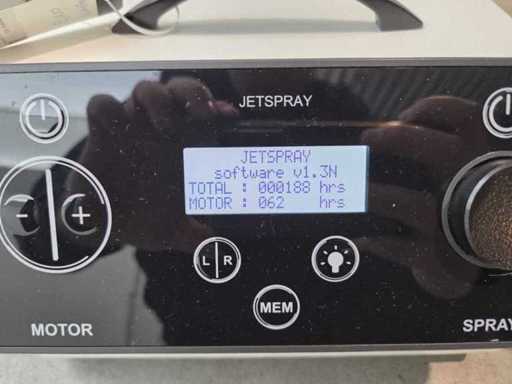 JETSPRAY
JETSPRAY
software v1.3N
TOTAL : 000188 hrs
MOTOR : 062 hrs
- +
L R
MEM
MOTOR
SPRAY